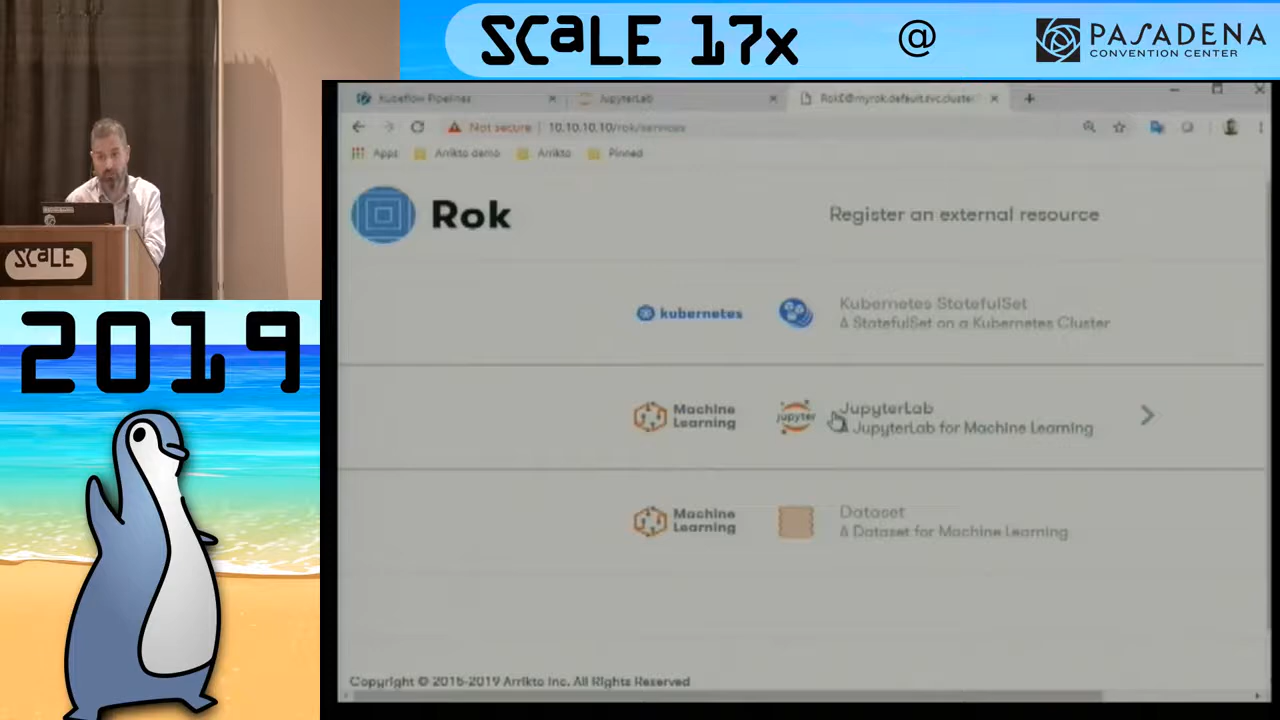 SCaLE 17x @ PASADENA
CONVENTION CENTER
Kubeflow Pipelines
JupyterLab
Not secure | 10.10.10.10/rok/services
Apps Arrikto demo Arrikto Pinned
Rok
Register an external resource
kubernetes
Kubernetes StatefulSet
A StatefulSet on a Kubernetes Cluster
Machine
Learning
Jupyter
JupyterLab
A JupyterLab for Machine Learning
Machine
Learning
Dataset
A Dataset for Machine Learning
Copyright © 2015-2019 Arrikto Inc. All Rights Reserved
SCaLE
2019